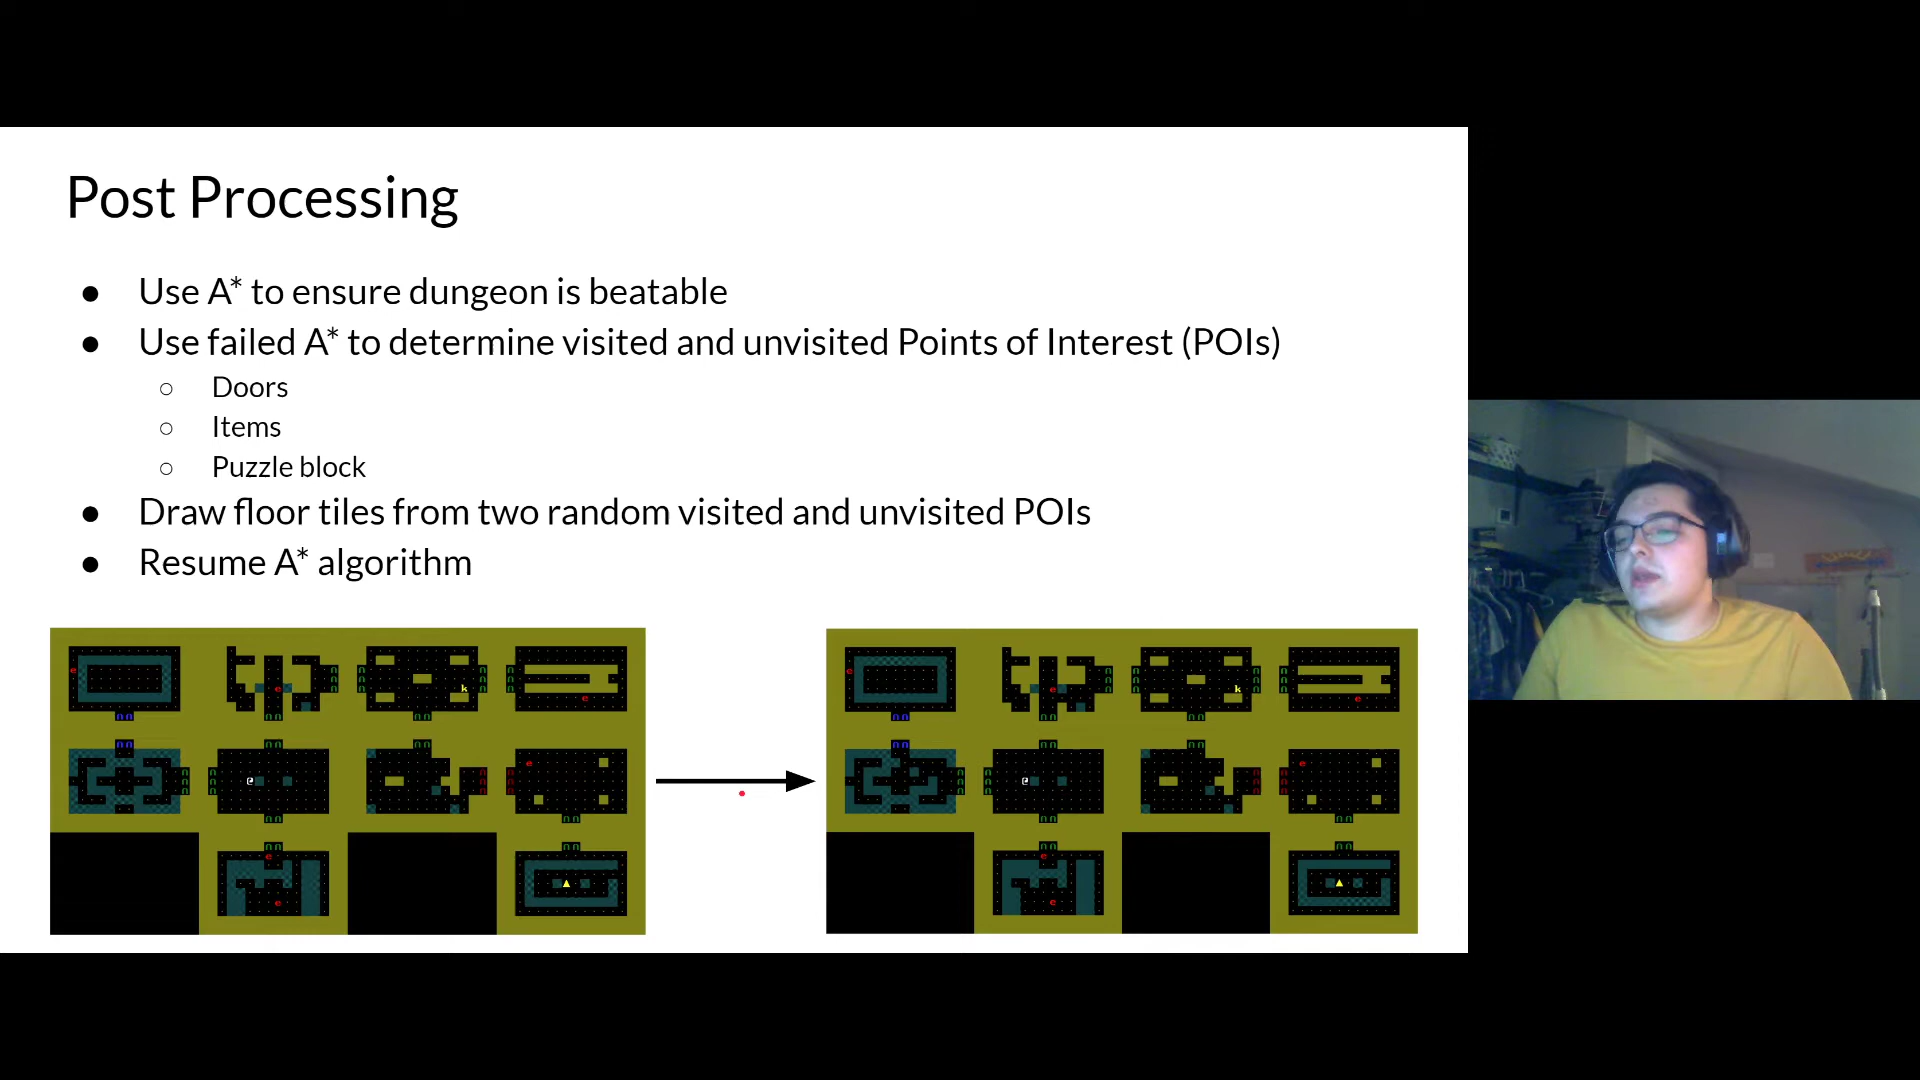 Post Processing
● Use A* to ensure dungeon is beatable
● Use failed A* to determine visited and unvisited Points of Interest (POIs)
○ Doors
○ Items
○ Puzzle block
● Draw floor tiles from two random visited and unvisited POIs
● Resume A* algorithm